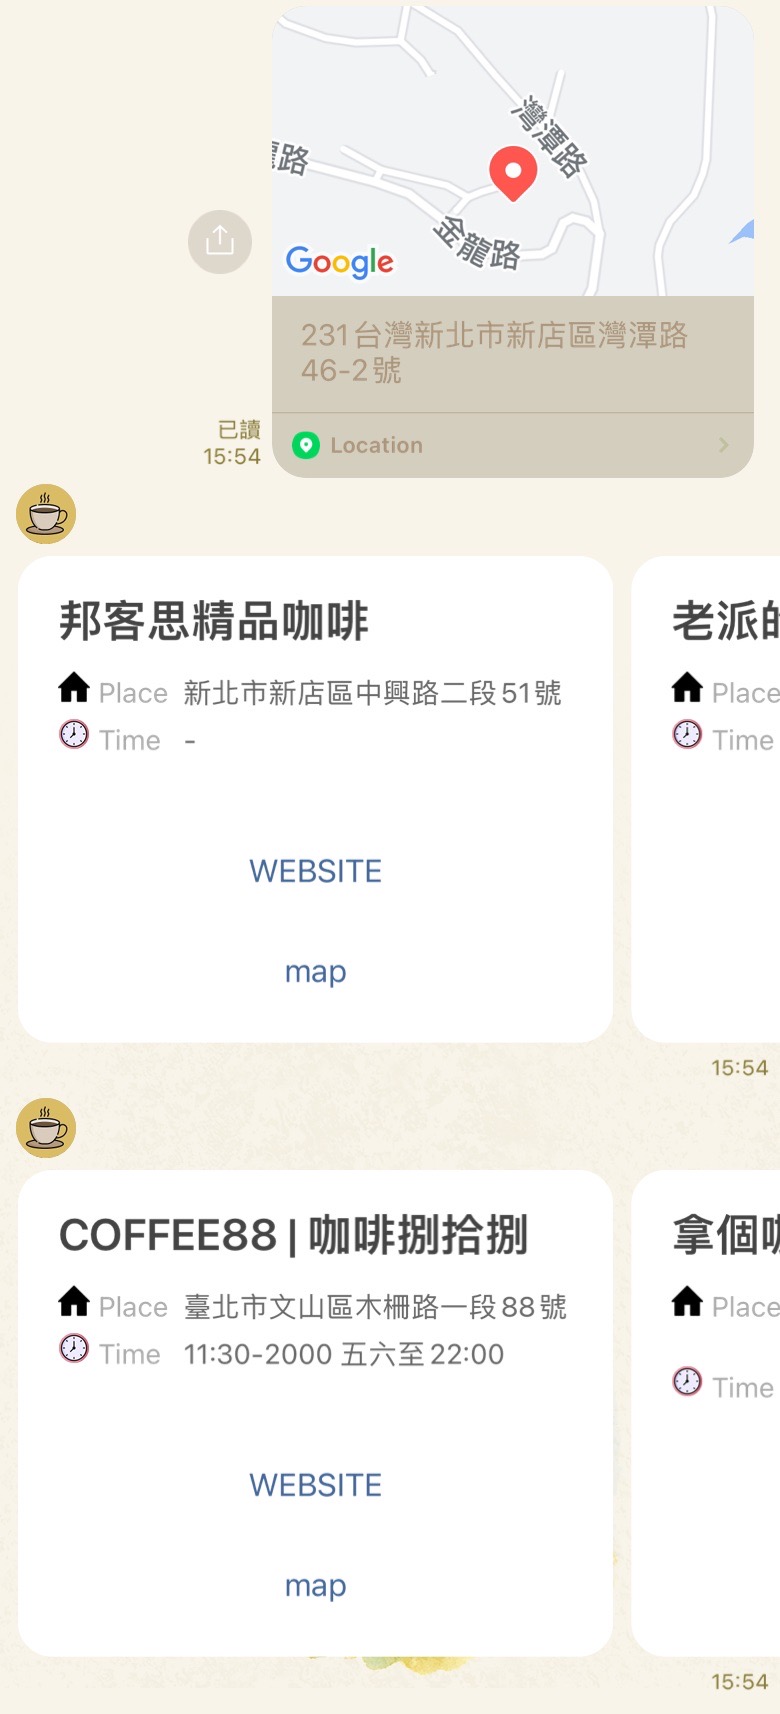 灣潭路
路
金龍路
Google
231台灣新北市新店區灣潭路
46-2號
已讀
15:54
Location
邦客思精品咖啡
Place 新北市新店區中興路二段51號
Time -
WEBSITE
map
老派
Place
Time
15:54
COFFEE88 | 咖啡捌拾捌
Place 臺北市文山區木柵路一段88號
Time 11:30-2000 五六至22:00
WEBSITE
map
拿個
Place
Time
15:54